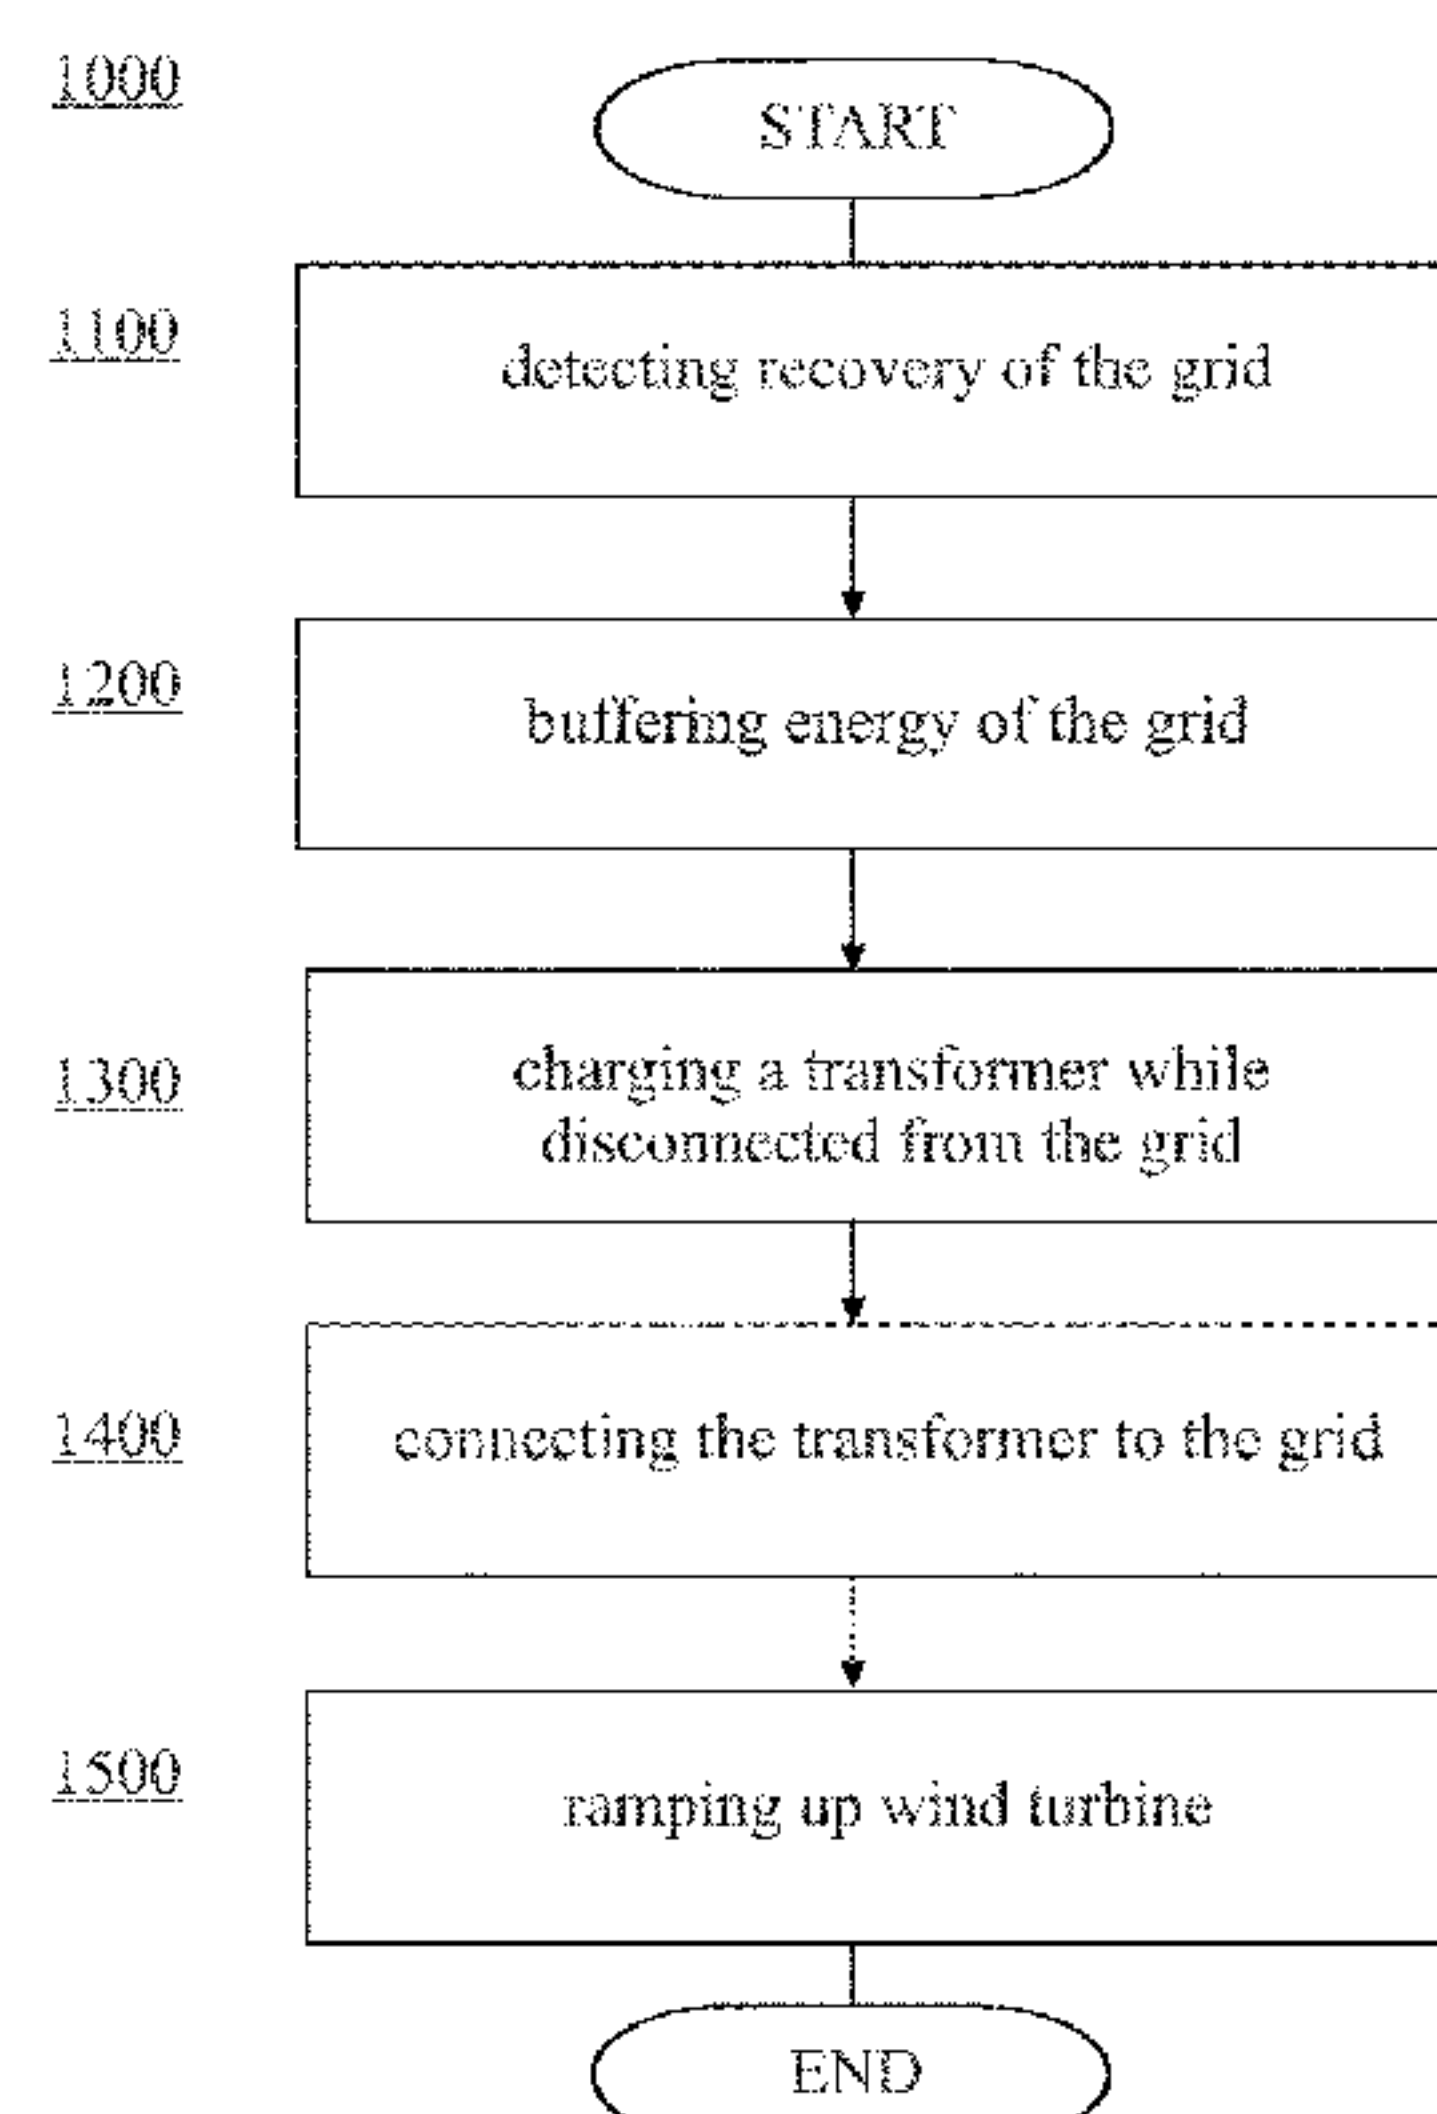 1000
START
1100
detecting recovery of the grid
1200
buffering energy of the grid
1300
charging a transformer while
disconnected from the grid
1400
connecting the transformer to the grid
1500
ramping up wind turbine
END